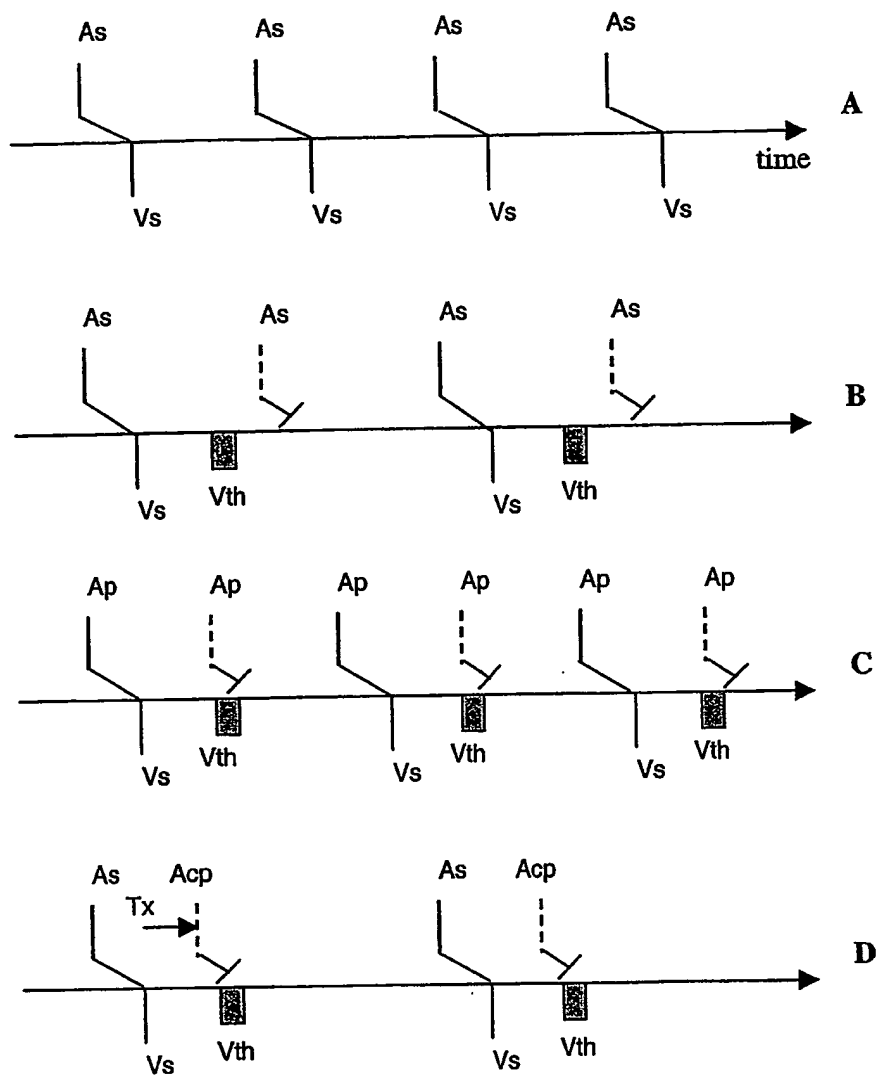 As As As As
A
time
Vs Vs Vs Vs
As As As As
B
Vs Vth Vs Vth
Ap Ap Ap Ap Ap Ap
C
Vs Vth Vs Vth Vs Vth
As Acp As Acp
Tx
D
Vs Vth Vs Vth